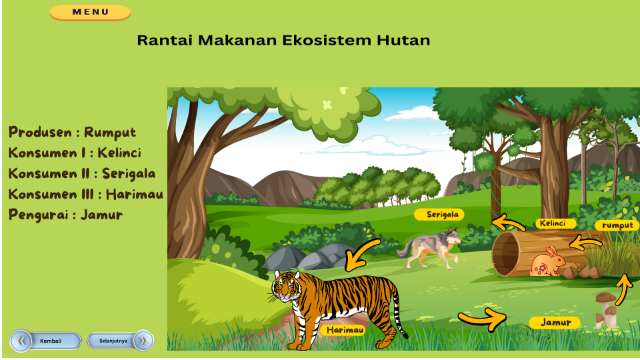 MENU
Rantai Makanan Ekosistem Hutan
Produsen : Rumput
Konsumen I : Kelinci
Konsumen II : Serigala
Konsumen III : Harimau
Pengurai : Jamur
Serigala
Kelinci
rumput
Harimau
Jamur
Kembali
Selanjutnya